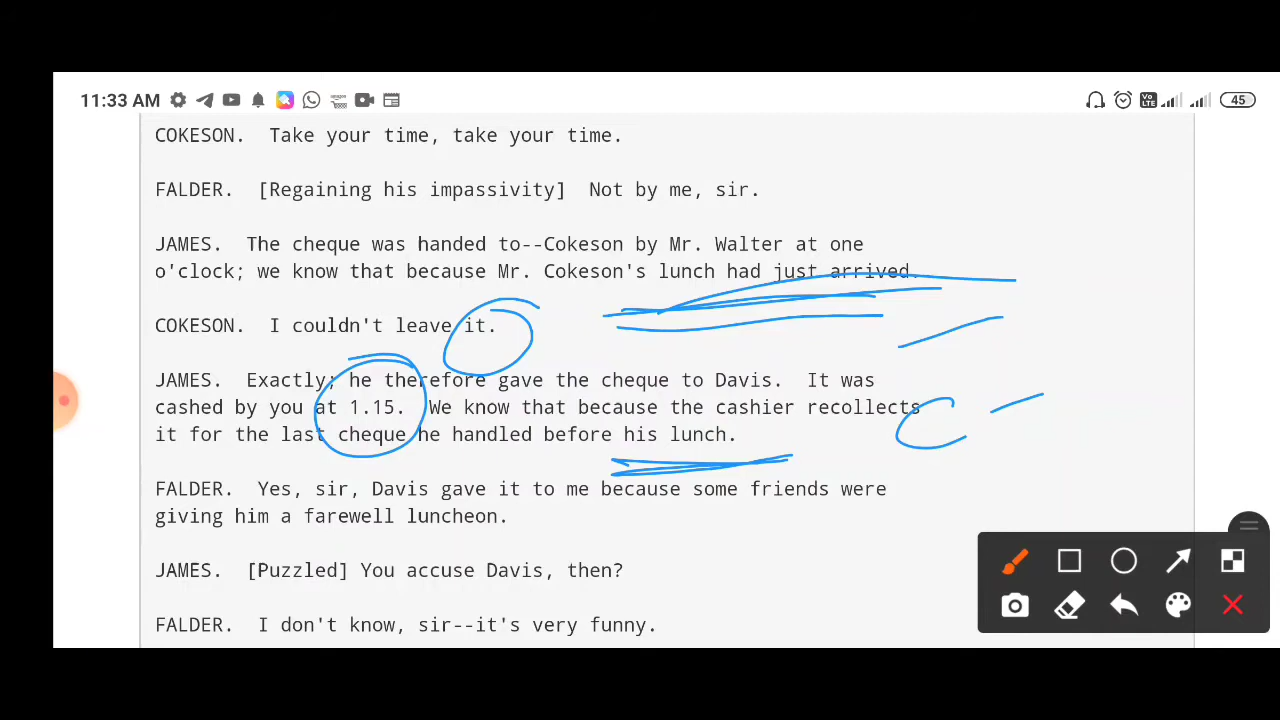 11:33 AM Vo LTE 45
COKESON. Take your time, take your time.
FALDER. [Regaining his impassivity] Not by me, sir.
JAMES. The cheque was handed to--Cokeson by Mr. Walter at one
o'clock; we know that because Mr. Cokeson's lunch had just arrived.
COKESON. I couldn't leave it.
JAMES. Exactly; he therefore gave the cheque to Davis. It was
cashed by you at 1.15. We know that because the cashier recollects
it for the last cheque he handled before his lunch.
FALDER. Yes, sir, Davis gave it to me because some friends were
giving him a farewell luncheon.
JAMES. [Puzzled] You accuse Davis, then?
FALDER. I don't know, sir--it's very funny.